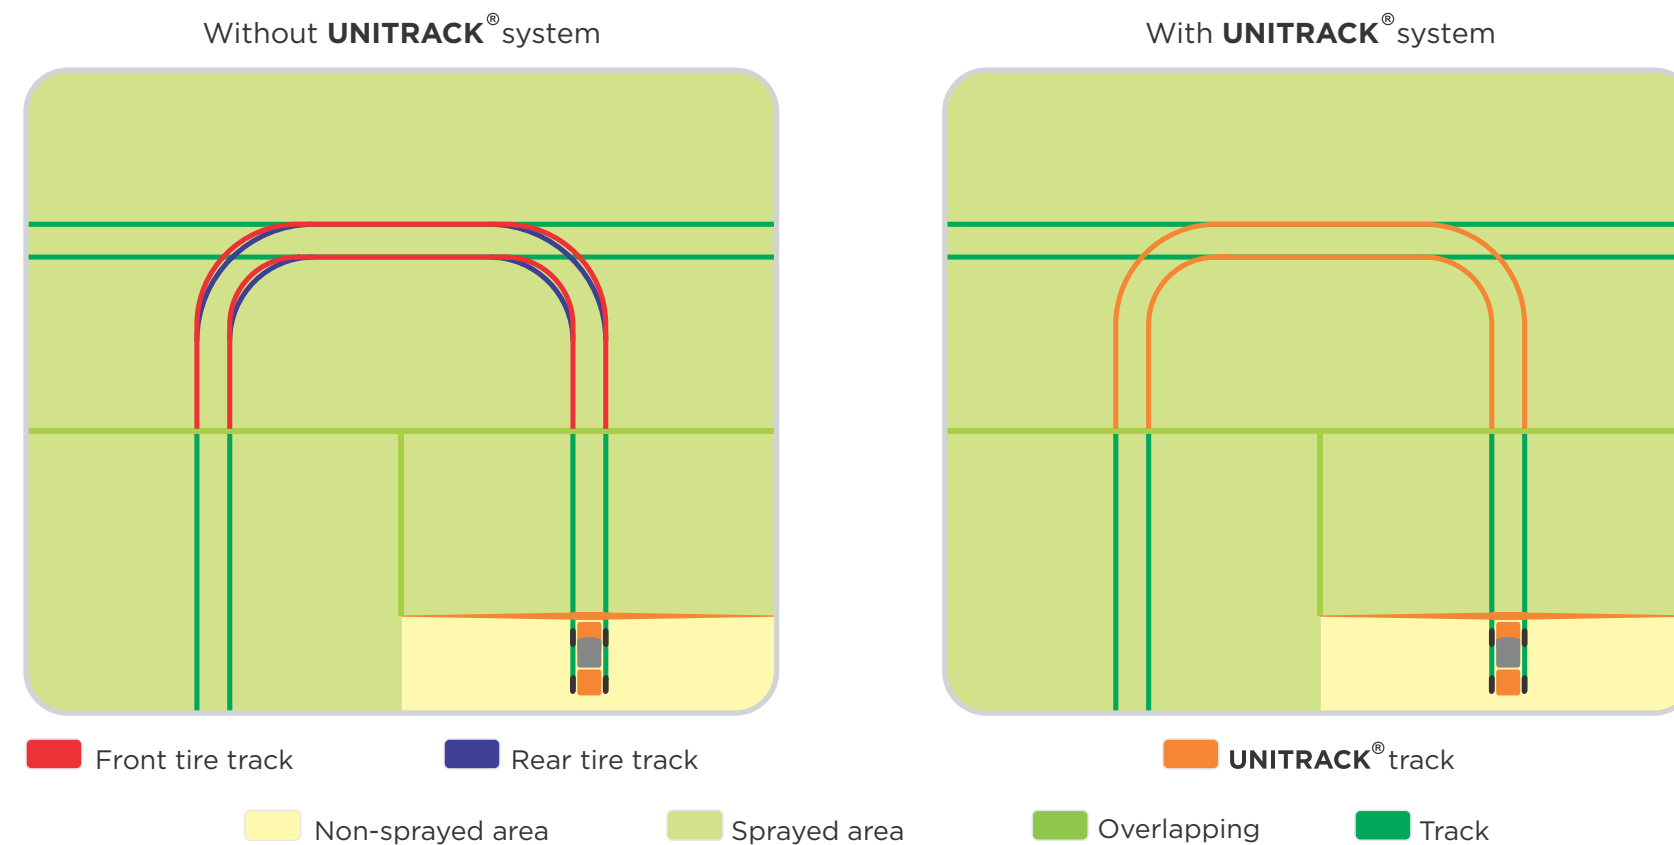 Without UNITRACK® system
With UNITRACK® system
Front tire track
Rear tire track
UNITRACK® track
Non-sprayed area
Sprayed area
Overlapping
Track